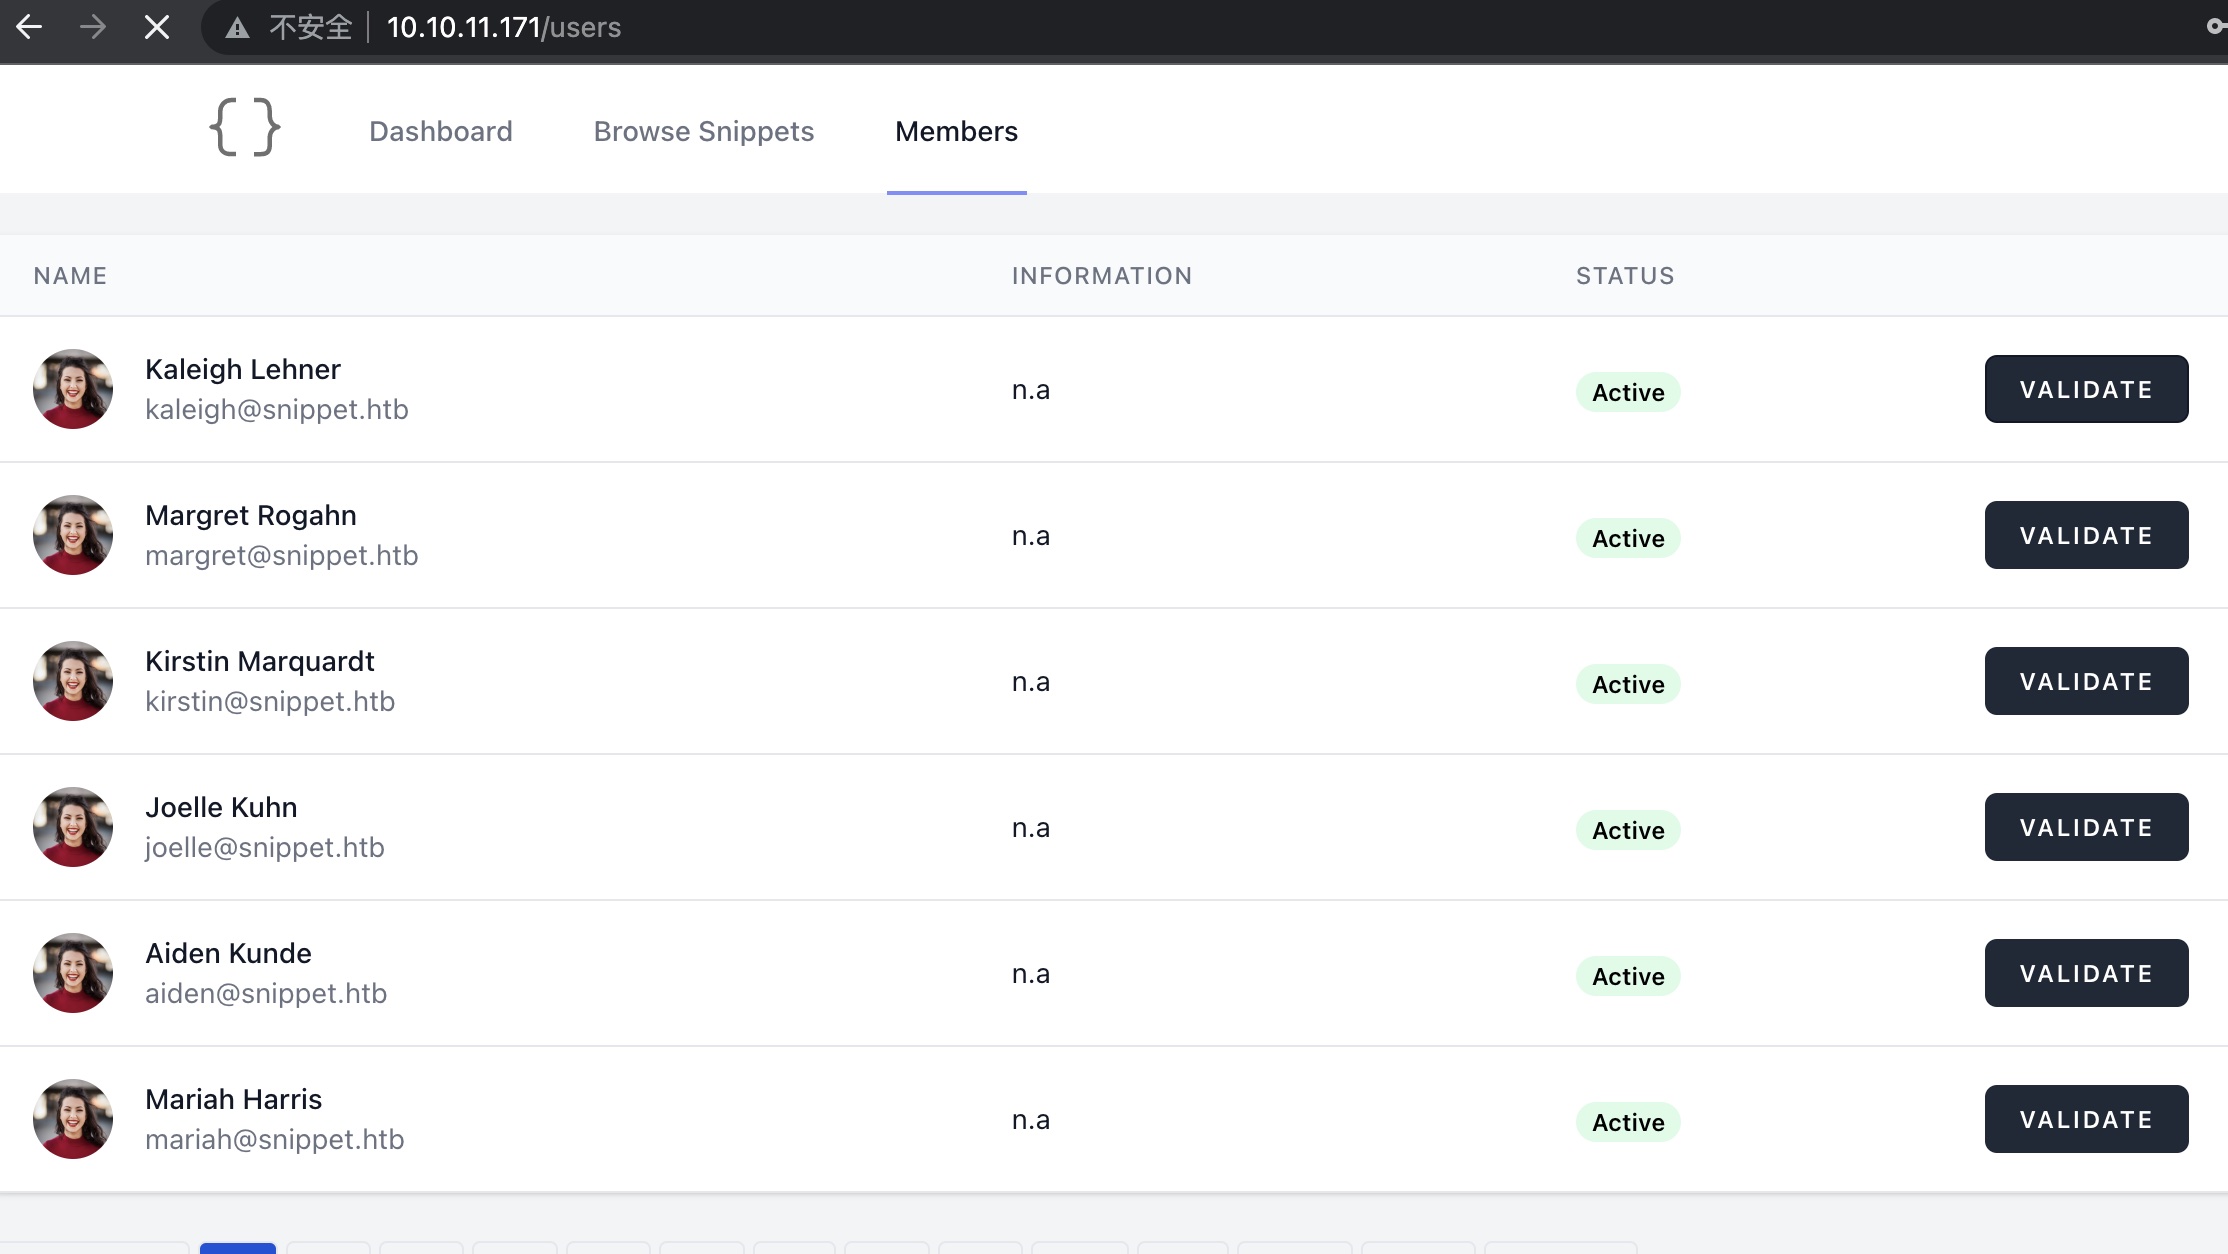 不安全 10.10.11.171/users
{ } Dashboard Browse Snippets Members
NAME INFORMATION STATUS
Kaleigh Lehner
kaleigh@snippet.htb
n.a Active VALIDATE
Margret Rogahn
margret@snippet.htb
n.a Active VALIDATE
Kirstin Marquardt
kirstin@snippet.htb
n.a Active VALIDATE
Joelle Kuhn
joelle@snippet.htb
n.a Active VALIDATE
Aiden Kunde
aiden@snippet.htb
n.a Active VALIDATE
Mariah Harris
mariah@snippet.htb
n.a Active VALIDATE